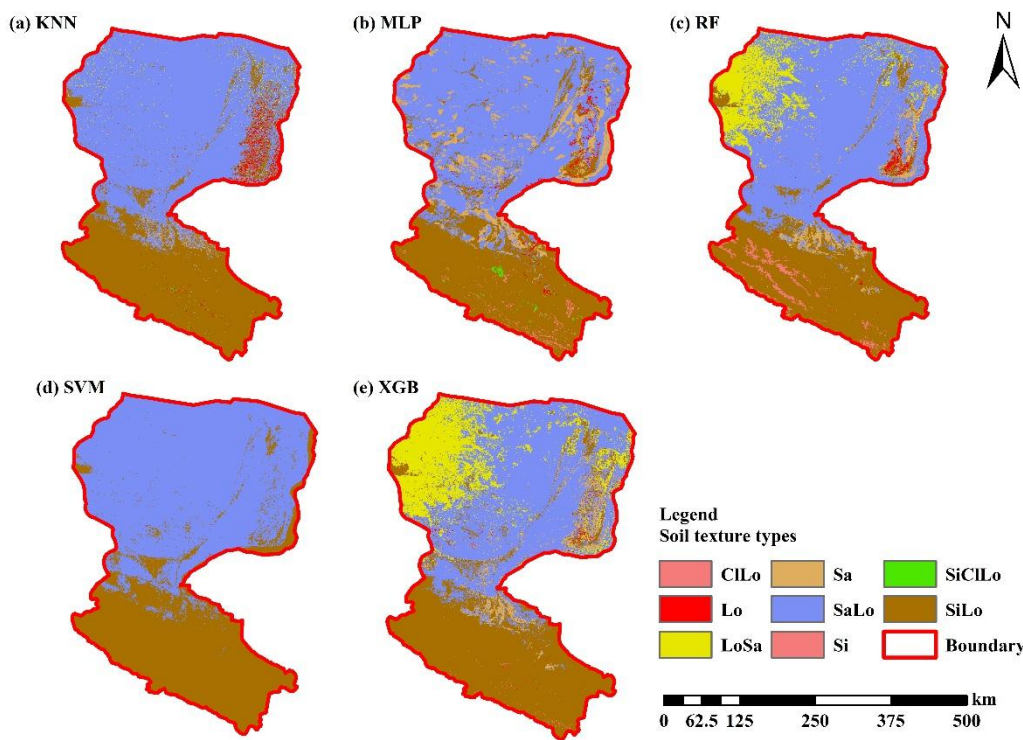 (a) KNN
(b) MLP
(c) RF
N
(d) SVM
(e) XGB
Legend
Soil texture types
ClLo Sa SiClLo
Lo SaLo SiLo
LoSa Si Boundary
km
0 62.5 125 250 375 500